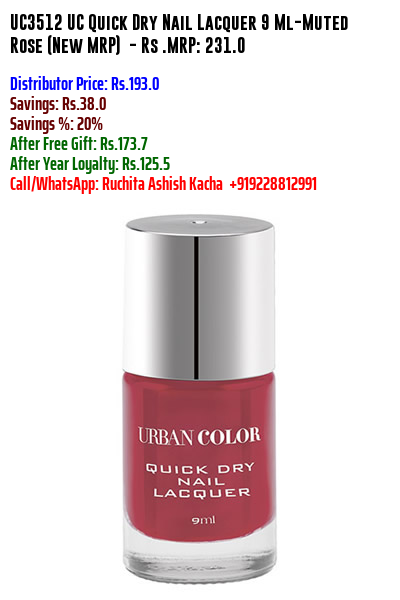 UC3512 UC Quick Dry Nail Lacquer 9 Ml-Muted
Rose (New MRP) - Rs .MRP: 231.0
Distributor Price: Rs.193.0
Savings: Rs.38.0
Savings %: 20%
After Free Gift: Rs.173.7
After Year Loyalty: Rs.125.5
Call/WhatsApp: Ruchita Ashish Kacha +919228812991
URBAN COLOR
QUICK DRY
NAIL
LACQUER
9ml